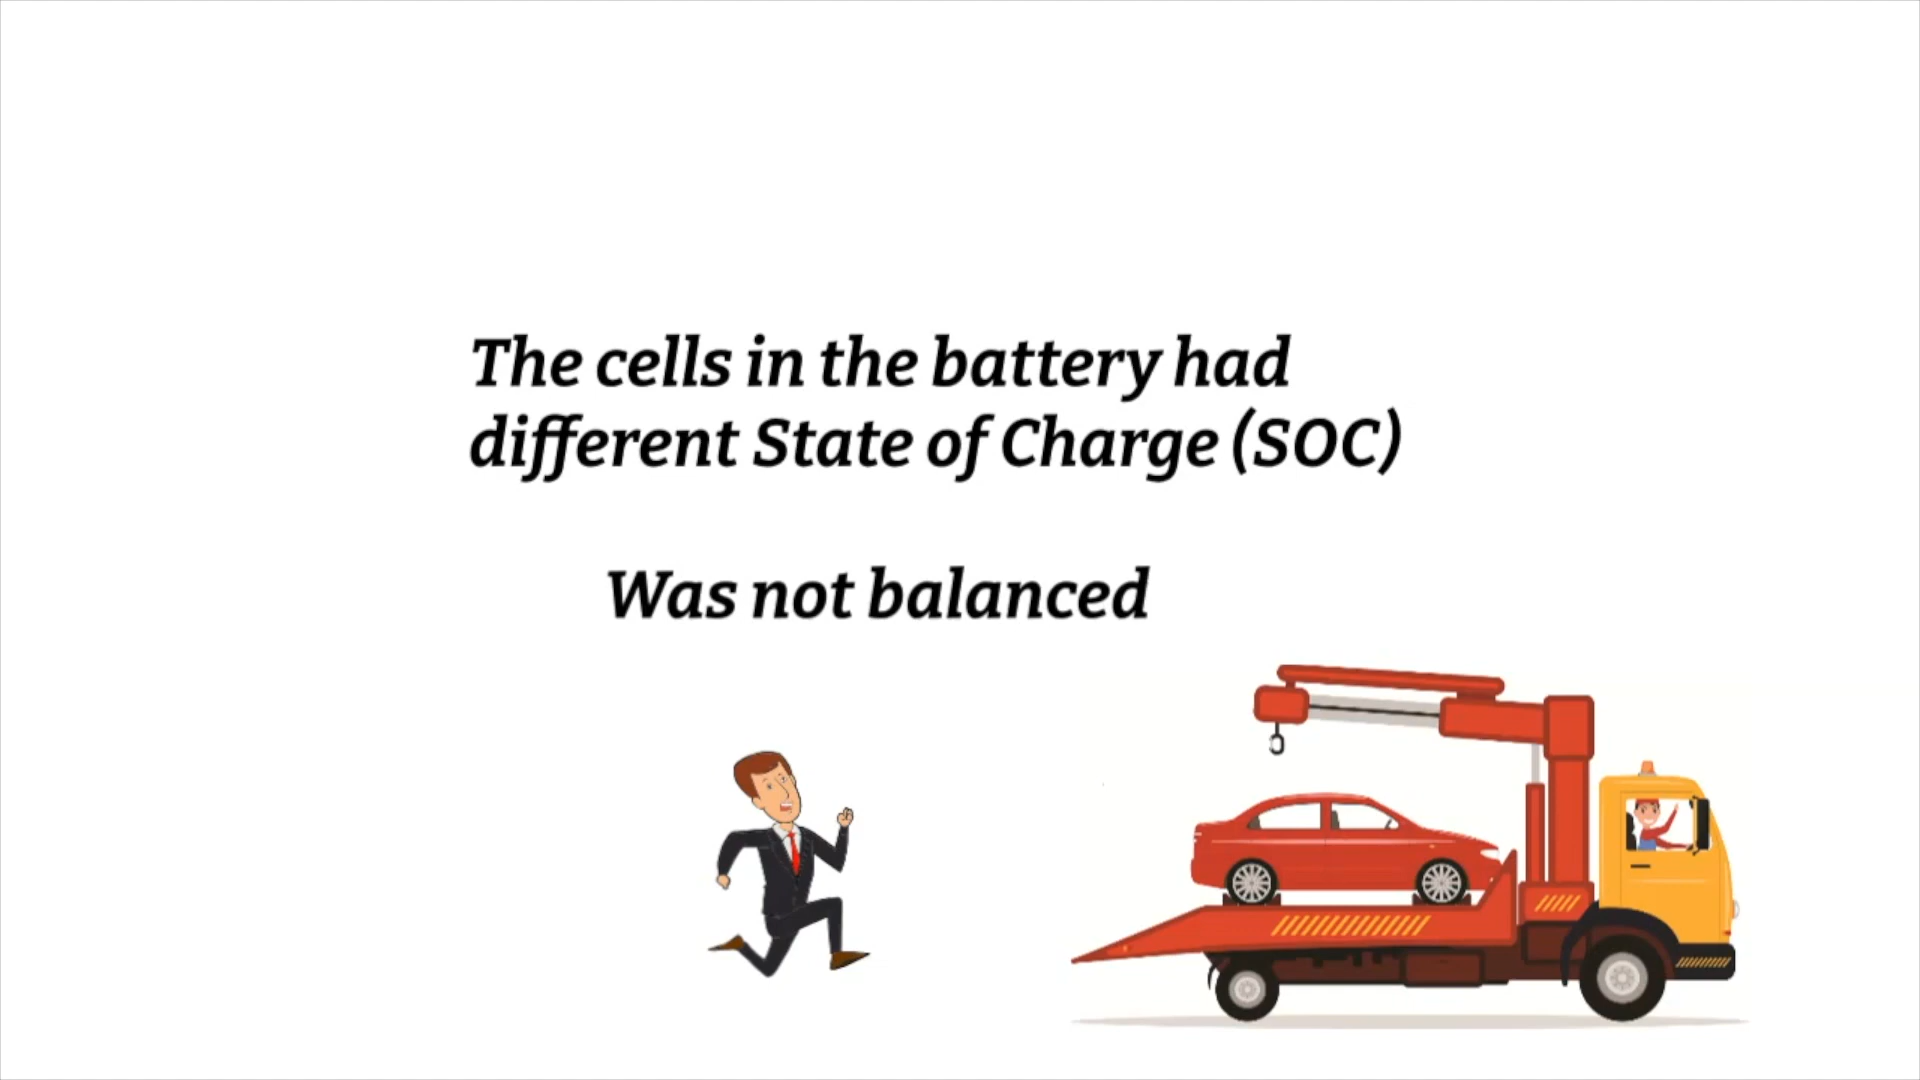 The cells in the battery had
different State of Charge (SOC)
Was not balanced